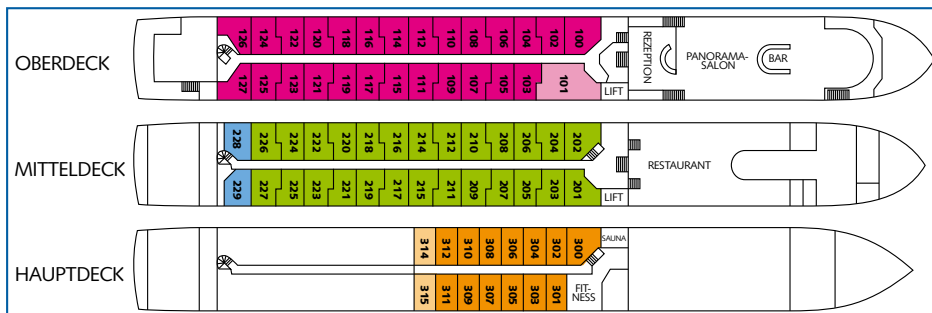 OBERDECK
126 124 122 120 118 116 114 112 110 108 106 104 102 100
127 125 123 121 119 117 115 111 109 107 105 103 101
LIFT
REZEPTION
PANORAMA-
SALON
BAR
MITTELDECK
228 226 224 222 220 218 216 214 212 210 208 206 204 202
229 227 225 223 221 219 217 215 211 209 207 205 203 201
LIFT
RESTAURANT
HAUPTDECK
314 312 310 308 306 304 302 300
315 311 309 307 305 303 301
SAUNA
FIT-
NESS